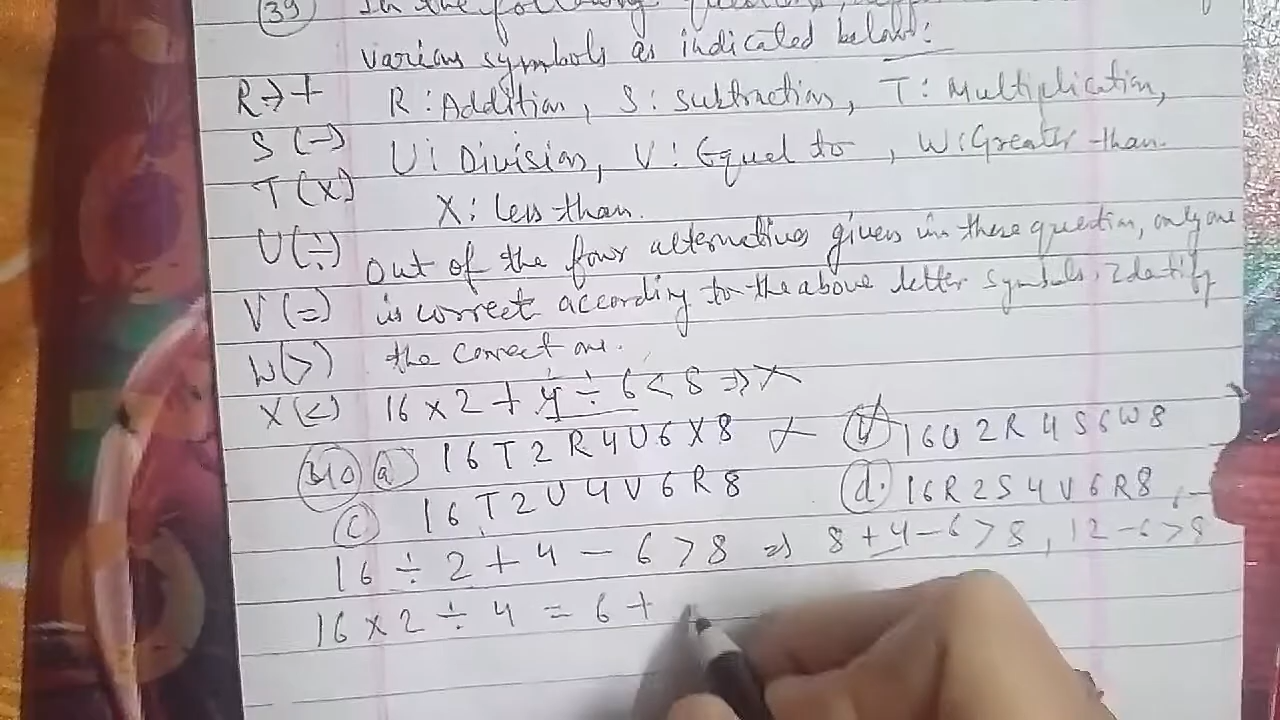 (39) In the following questions,
various symbols as indicated below:
R ⇒ + R : Addition, S : Subtraction, T : Multiplication,
S (-) U : Division, V : Equal to , W : Greater than.
T (x) X : Less than.
U (÷) Out of the four alternatives given in these question, only one
V (=) is correct according to the above letter symbols. Identify
W (>) the correct one.
X (<) 16 x 2 + 4 ÷ 6 < 8 ⇒ x
(a) 16 T 2 R 4 U 6 X 8 x (b) 16 U 2 R 4 S 6 W 8
(c) 16 T 2 U 4 V 6 R 8 (d.) 16 R 2 S 4 V 6 R 8
16 ÷ 2 + 4 - 6 > 8 ⇒ 8 + 4 - 6 > 8 , 12 - 6 > 8
16 x 2 ÷ 4 = 6 +